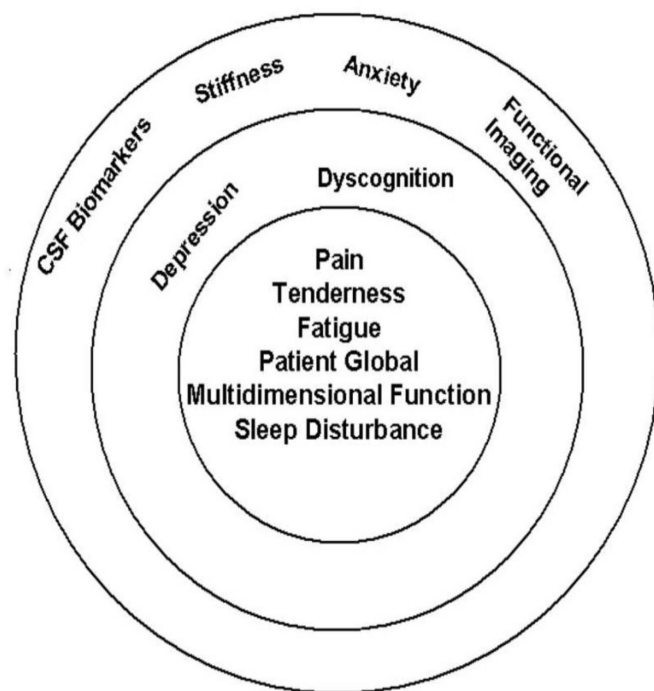 CSF Biomarkers
Stiffness
Anxiety
Functional
Imaging
Depression
Dyscognition
Pain
Tenderness
Fatigue
Patient Global
Multidimensional Function
Sleep Disturbance